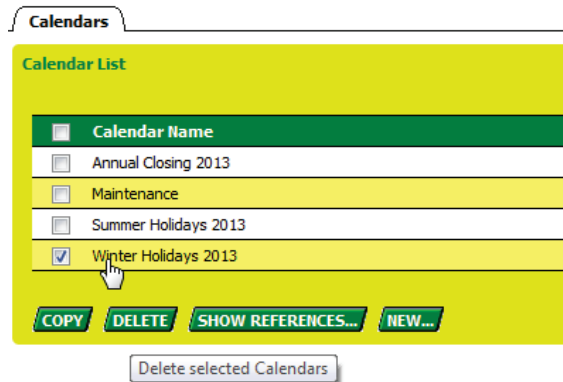 Calendars
Calendar List
Calendar Name
Annual Closing 2013
Maintenance
Summer Holidays 2013
Winter Holidays 2013
COPY DELETE SHOW REFERENCES... NEW...
Delete selected Calendars